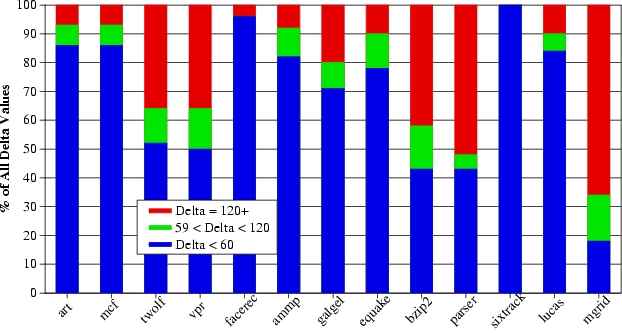 % of All Delta Values
100
90
80
70
60
50
40
30
20
10
0
Delta = 120+
59 < Delta < 120
Delta < 60
art
mcf
twolf
vpr
facerec
ammp
galgel
equake
bzip2
parser
sixtrack
lucas
mgrid